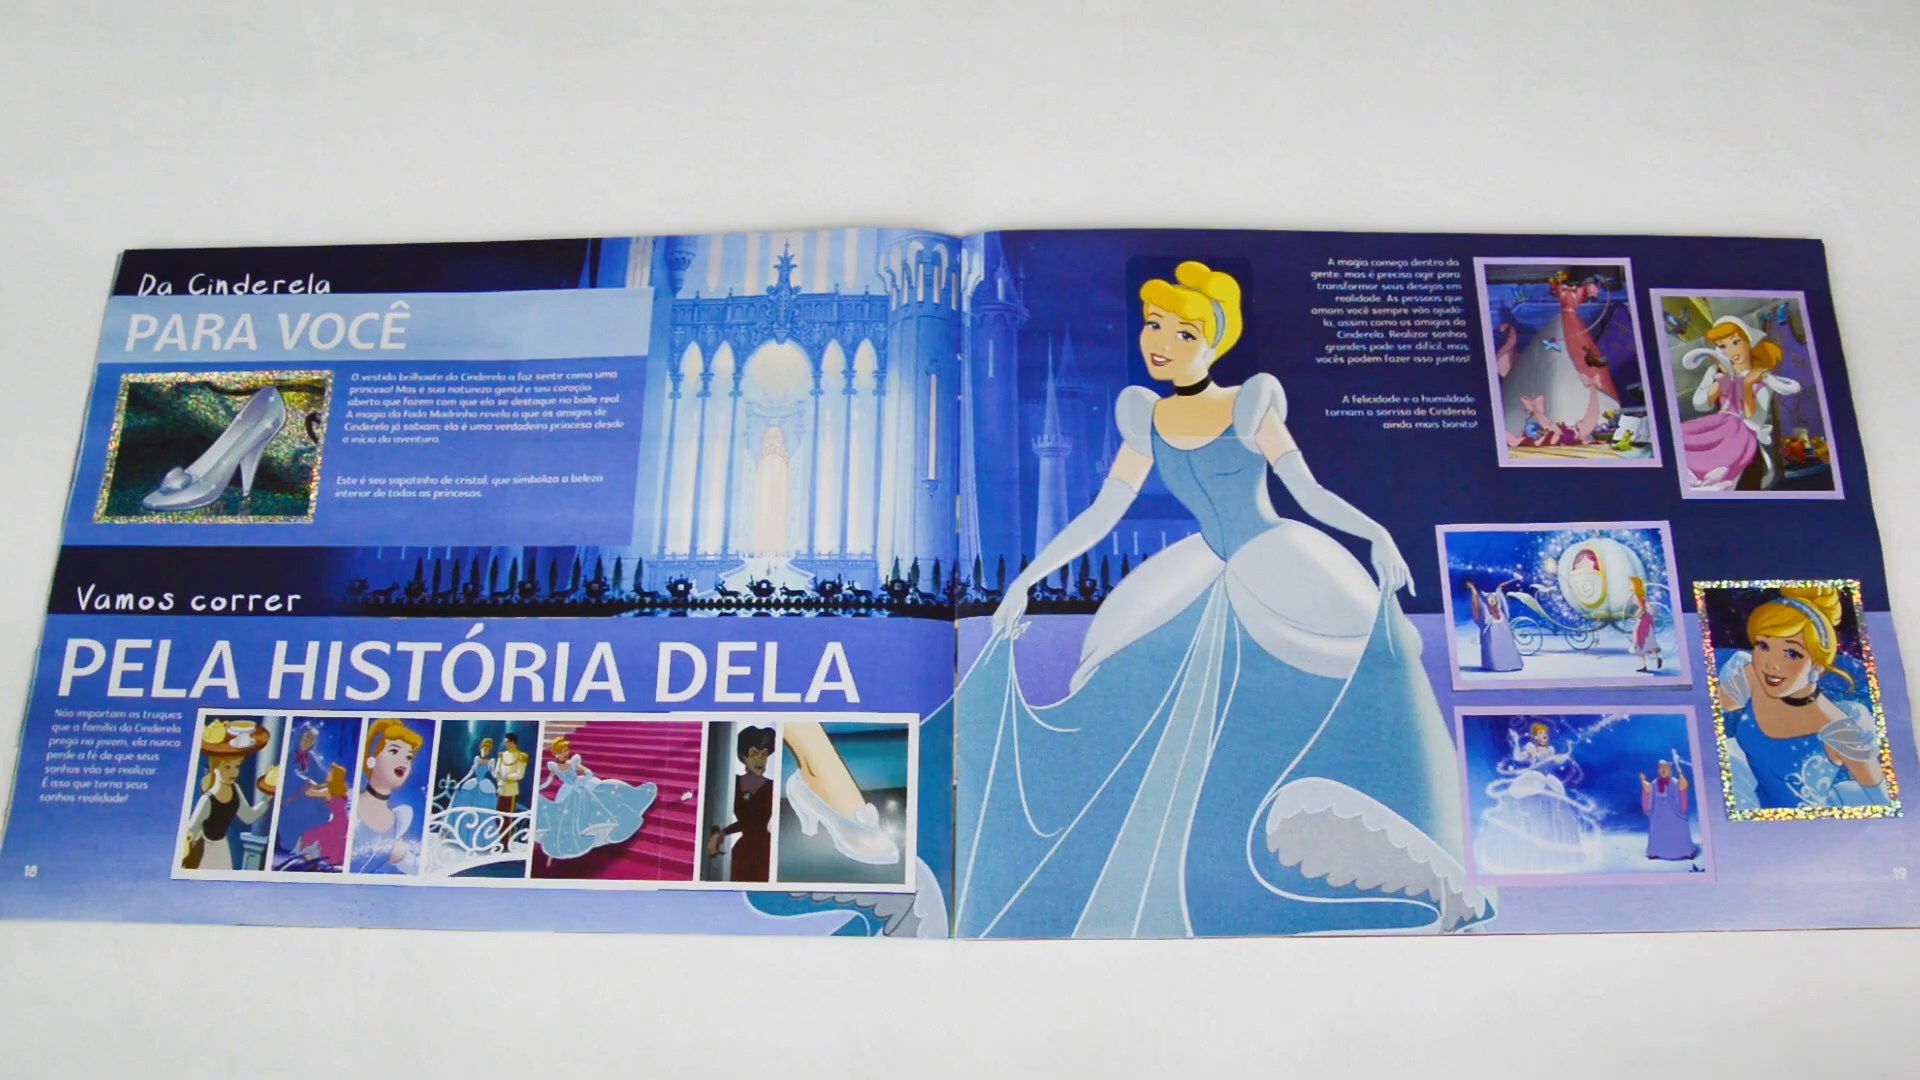 Da Cinderela
PARA VOCÊ
O vestido brilhante da Cinderela a faz sentir como uma
princesa! Mas é sua natureza gentil e seu coração
aberto que fazem com que ela se destaque no baile real.
A magia da Fada Madrinha revela o que os amigos de
Cinderela já sabiam: ela é uma verdadeira princesa desde
o início da aventura.
Este é seu sapatinho de cristal, que simboliza a beleza
interior de todas as princesas.
Vamos correr
PELA HISTÓRIA DELA
Não importam os truques
que a família da Cinderela
prega na jovem, ela nunca
perde a fé de que seus
sonhos vão se realizar.
É isso que torna seus
sonhos realidade!
18
A magia começa dentro da
gente, mas é preciso agir para
transformar seus desejos em
realidade. As pessoas que
amam você sempre vão ajudá-
la, assim como os amigos da
Cinderela. Realizar sonhos
grandes pode ser difícil, mas
vocês podem fazer isso juntos!
A felicidade e a humildade
tornam o sorriso de Cinderela
ainda mais bonito!
19